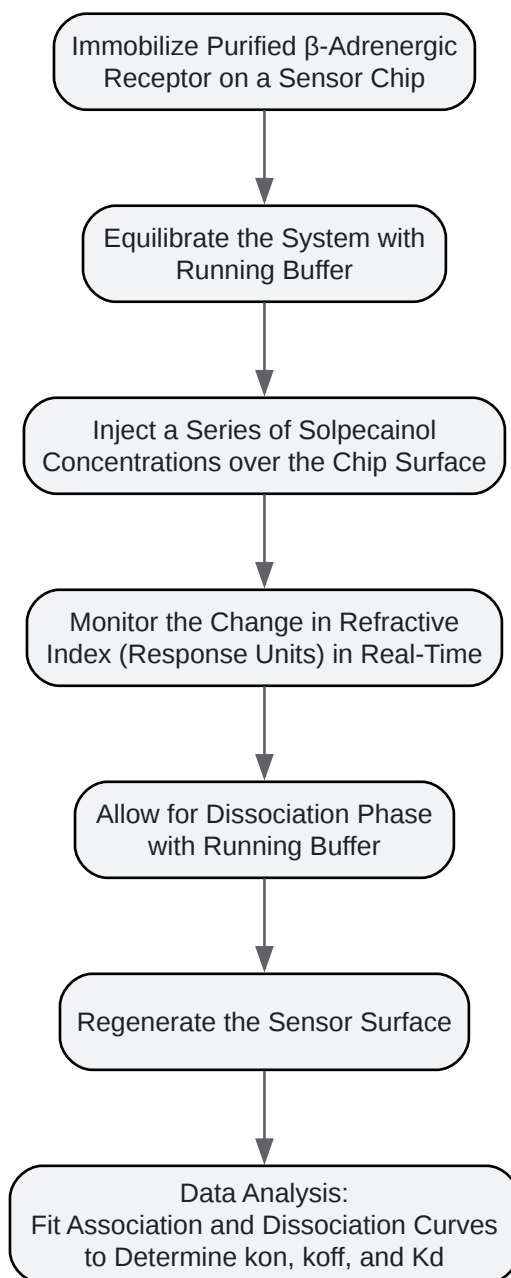 Immobilize Purified β-Adrenergic
Receptor on a Sensor Chip
Equilibrate the System with
Running Buffer
Inject a Series of Solpecainol
Concentrations over the Chip Surface
Monitor the Change in Refractive
Index (Response Units) in Real-Time
Allow for Dissociation Phase
with Running Buffer
Regenerate the Sensor Surface
Data Analysis:
Fit Association and Dissociation Curves
to Determine kon, koff, and Kd